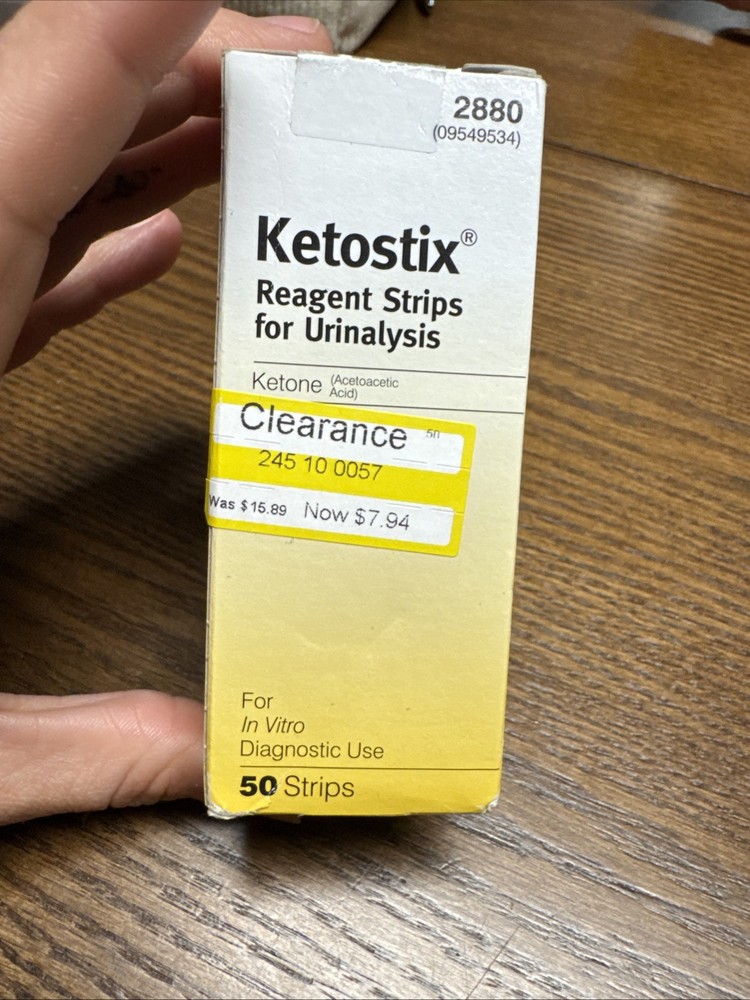 2880
(09549534)
Ketostix®
Reagent Strips
for Urinalysis
Ketone (Acetoacetic
Acid)
Clearance 50
245 10 0057
Was $15.89 Now $7.94
For
In Vitro
Diagnostic Use
50 Strips